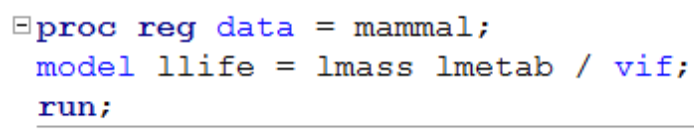 proc reg data = mammal;
model llife = lmass lmetab / vif;
run;